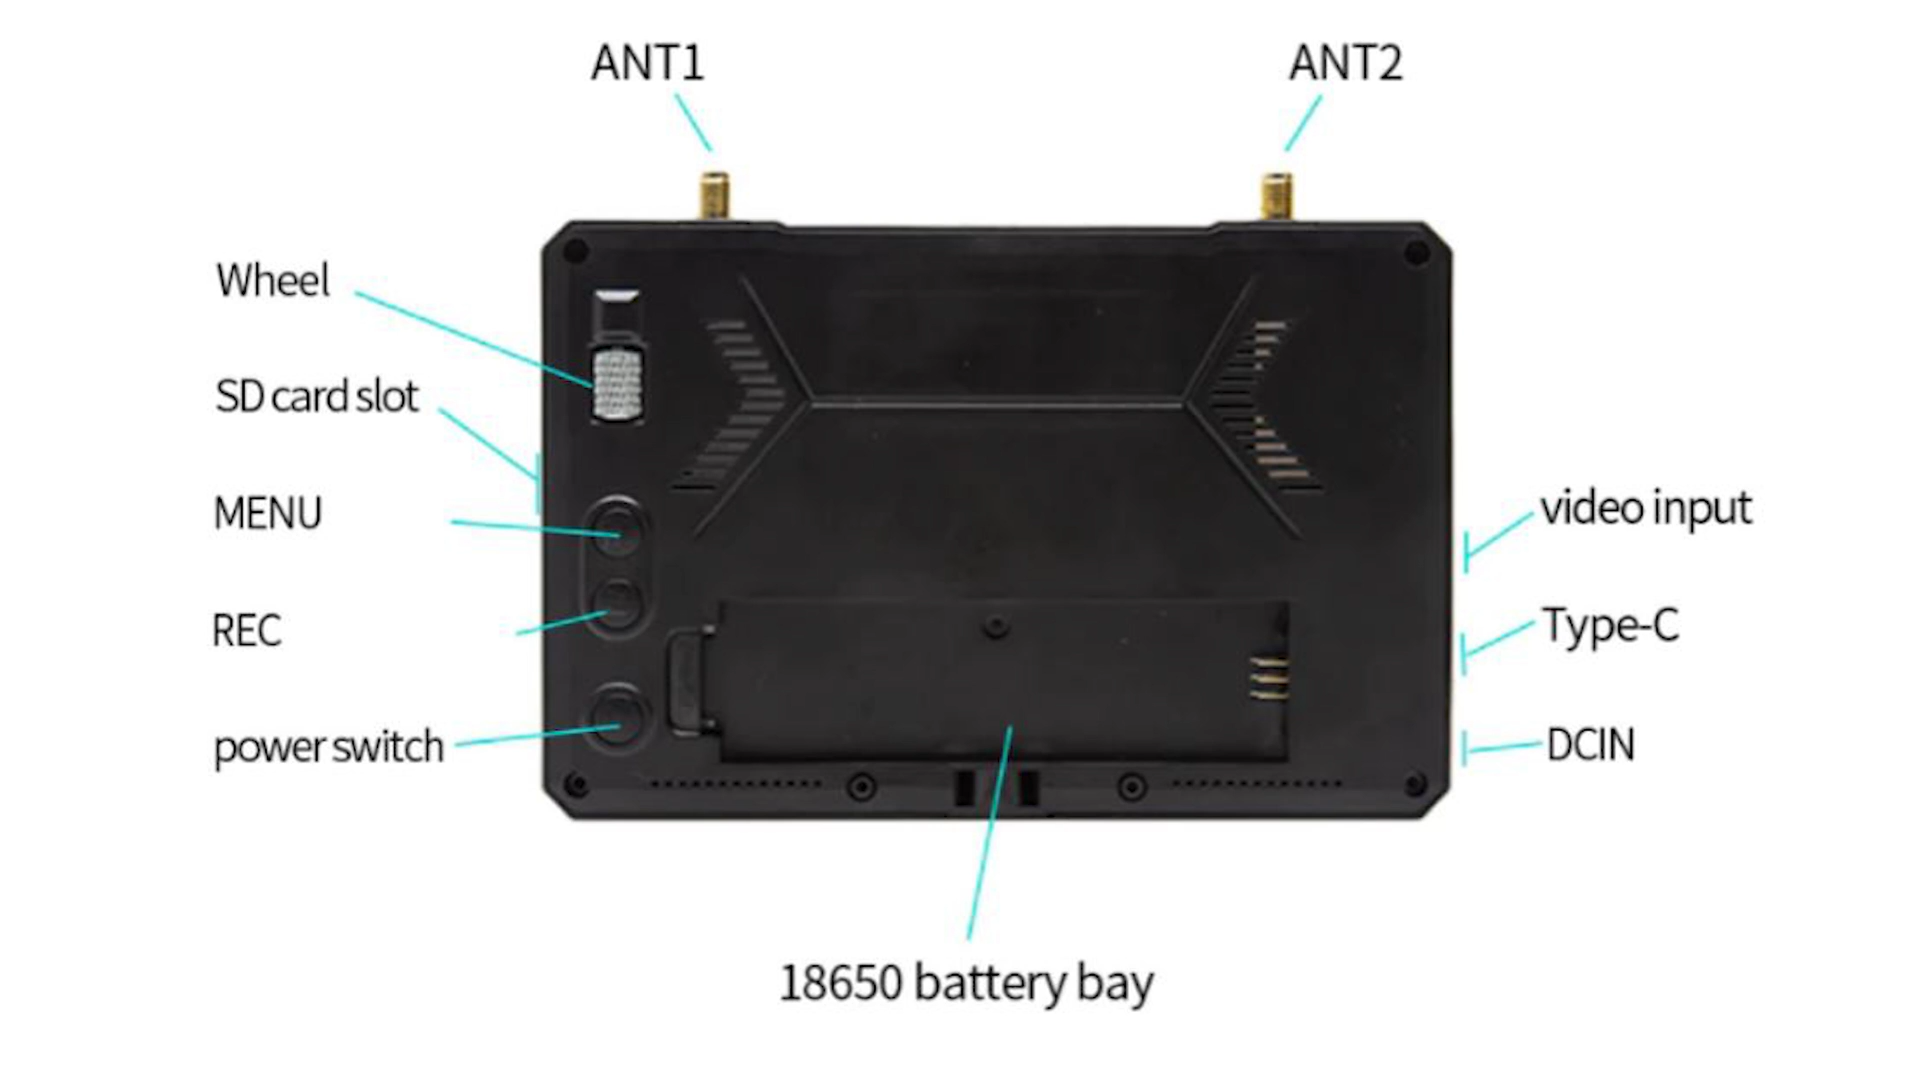 ANT1
ANT2
Wheel
SD card slot
MENU
REC
power switch
video input
Type-C
DCIN
18650 battery bay